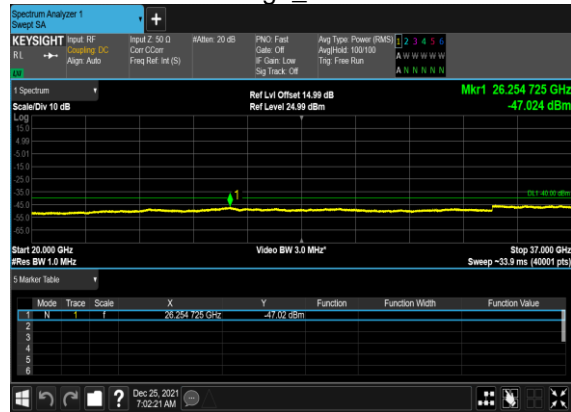 Spectrum Analyzer 1
Swept SA
KEYSIGHT Input: RF Input Z: 50 Ω #Atten: 20 dB PNO: Fast Avg Type: Power (RMS) 1 2 3 4 5 6
RL Coupling: DC Corr CCorr Gate: Off Avg|Hold: 100/100 A W W W W W
Align: Auto Freq Ref: Int (S) IF Gain: Low Trig: Free Run
Sig Track: Off A N N N N N
1 Spectrum Ref Lvl Offset 14.99 dB Mkr1 26.254 725 GHz
Scale/Div 10 dB Ref Level 24.99 dBm -47.024 dBm
Log
15.0
4.99
-5.01
-15.0
-25.0
-35.0 1 DL1 -40.90 dBm
-45.0
-55.0
-65.0
Start 20.000 GHz Video BW 3.0 MHz* Stop 37.000 GHz
#Res BW 1.0 MHz Sweep ~33.9 ms (40001 pts)
5 Marker Table
Mode Trace Scale X Y Function Function Width Function Value
1 N 1 f 26.254 725 GHz -47.02 dBm
2
3
4
5
6
? Dec 25, 2021
7:02:21 AM